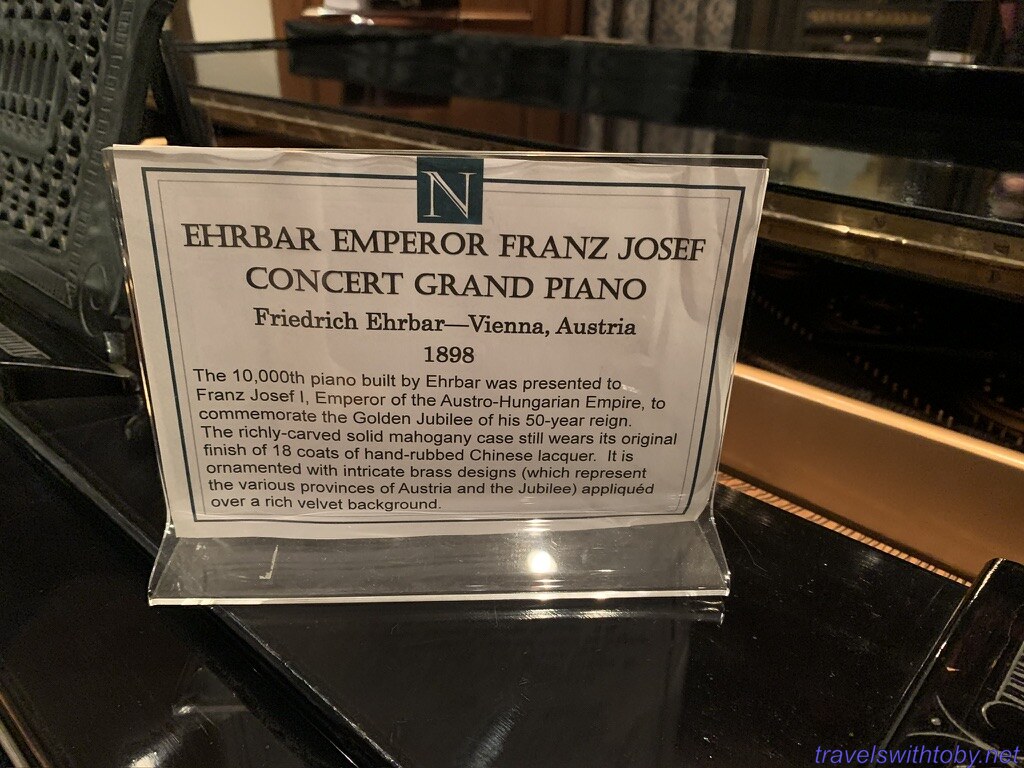 N
EHRBAR EMPEROR FRANZ JOSEF
CONCERT GRAND PIANO
Friedrich Ehrbar—Vienna, Austria
1898
The 10,000th piano built by Ehrbar was presented to
Franz Josef I, Emperor of the Austro-Hungarian Empire, to
commemorate the Golden Jubilee of his 50-year reign.
The richly-carved solid mahogany case still wears its original
finish of 18 coats of hand-rubbed Chinese lacquer.  It is
ornamented with intricate brass designs (which represent
the various provinces of Austria and the Jubilee) appliquéd
over a rich velvet background.
travelswithtoby.net